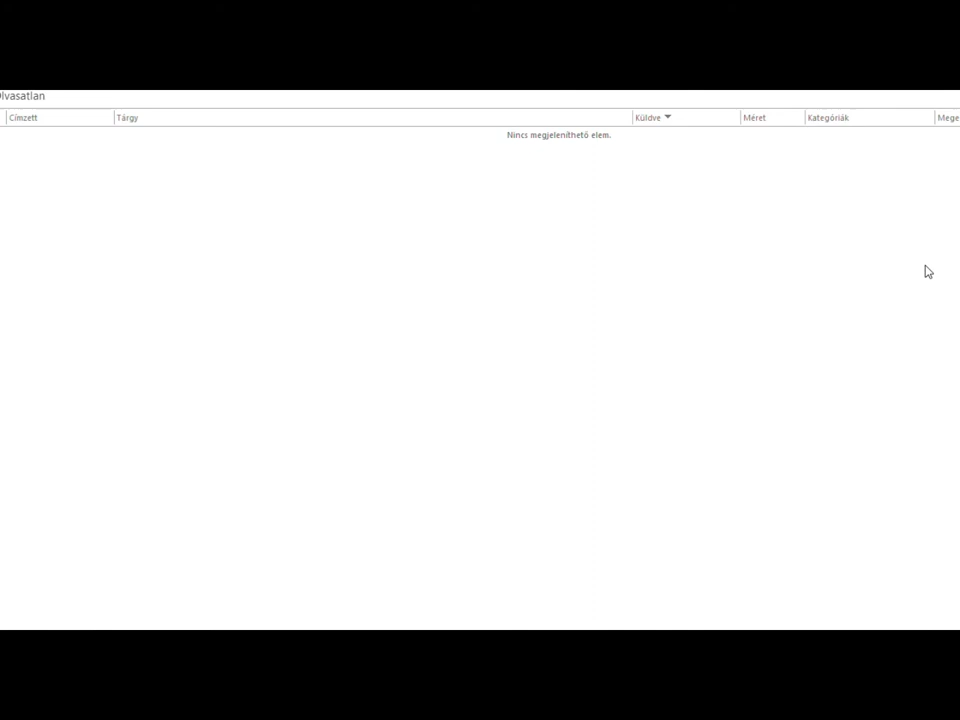 lvasatlan
Címzett Tárgy Küldve Méret Kategóriák Mege
Nincs megjeleníthető elem.